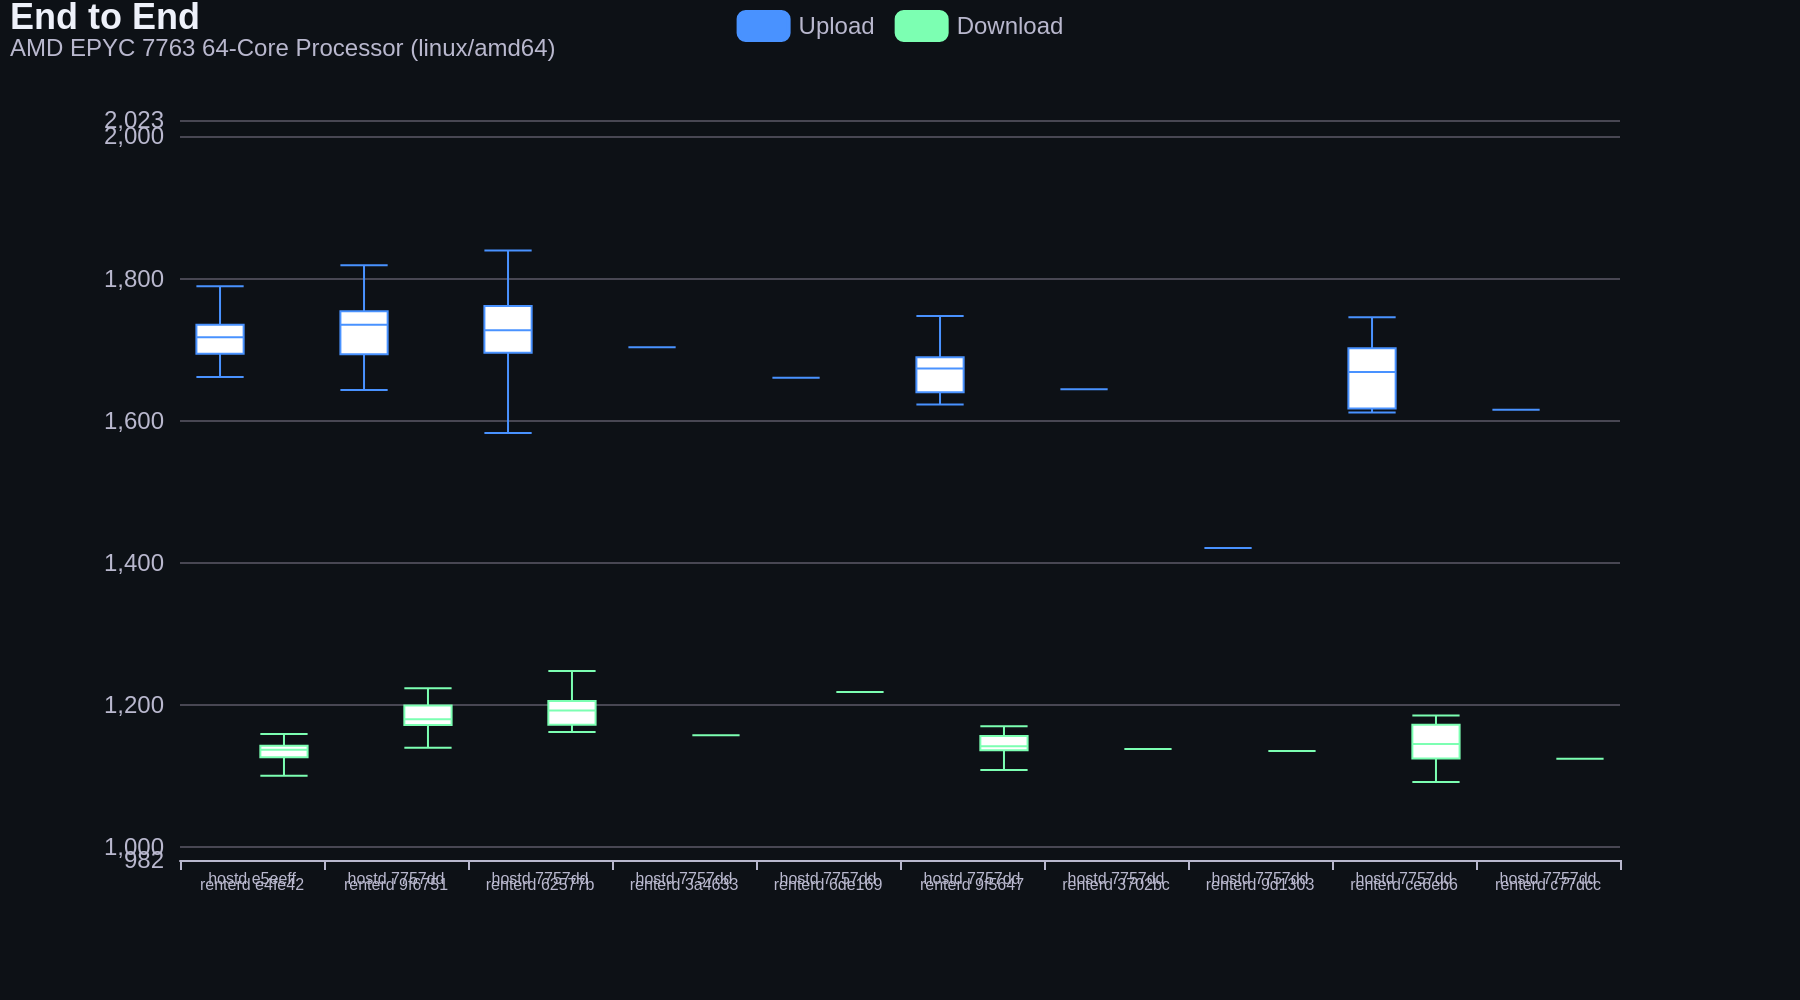 End to End
AMD EPYC 7763 64-Core Processor (linux/amd64)
Upload
Download
2,023
2,000
1,800
1,600
1,400
1,200
1,000
982
hostd e5eeff
renterd e4fe42
hostd 7757dd
renterd 9f6751
hostd 7757dd
renterd 62577b
hostd 7757dd
renterd 3a4633
hostd 7757dd
renterd 6de169
hostd 7757dd
renterd 9f5647
hostd 7757dd
renterd 3702bc
hostd 7757dd
renterd 9d1303
hostd 7757dd
renterd ce6eb6
hostd 7757dd
renterd c77dcc